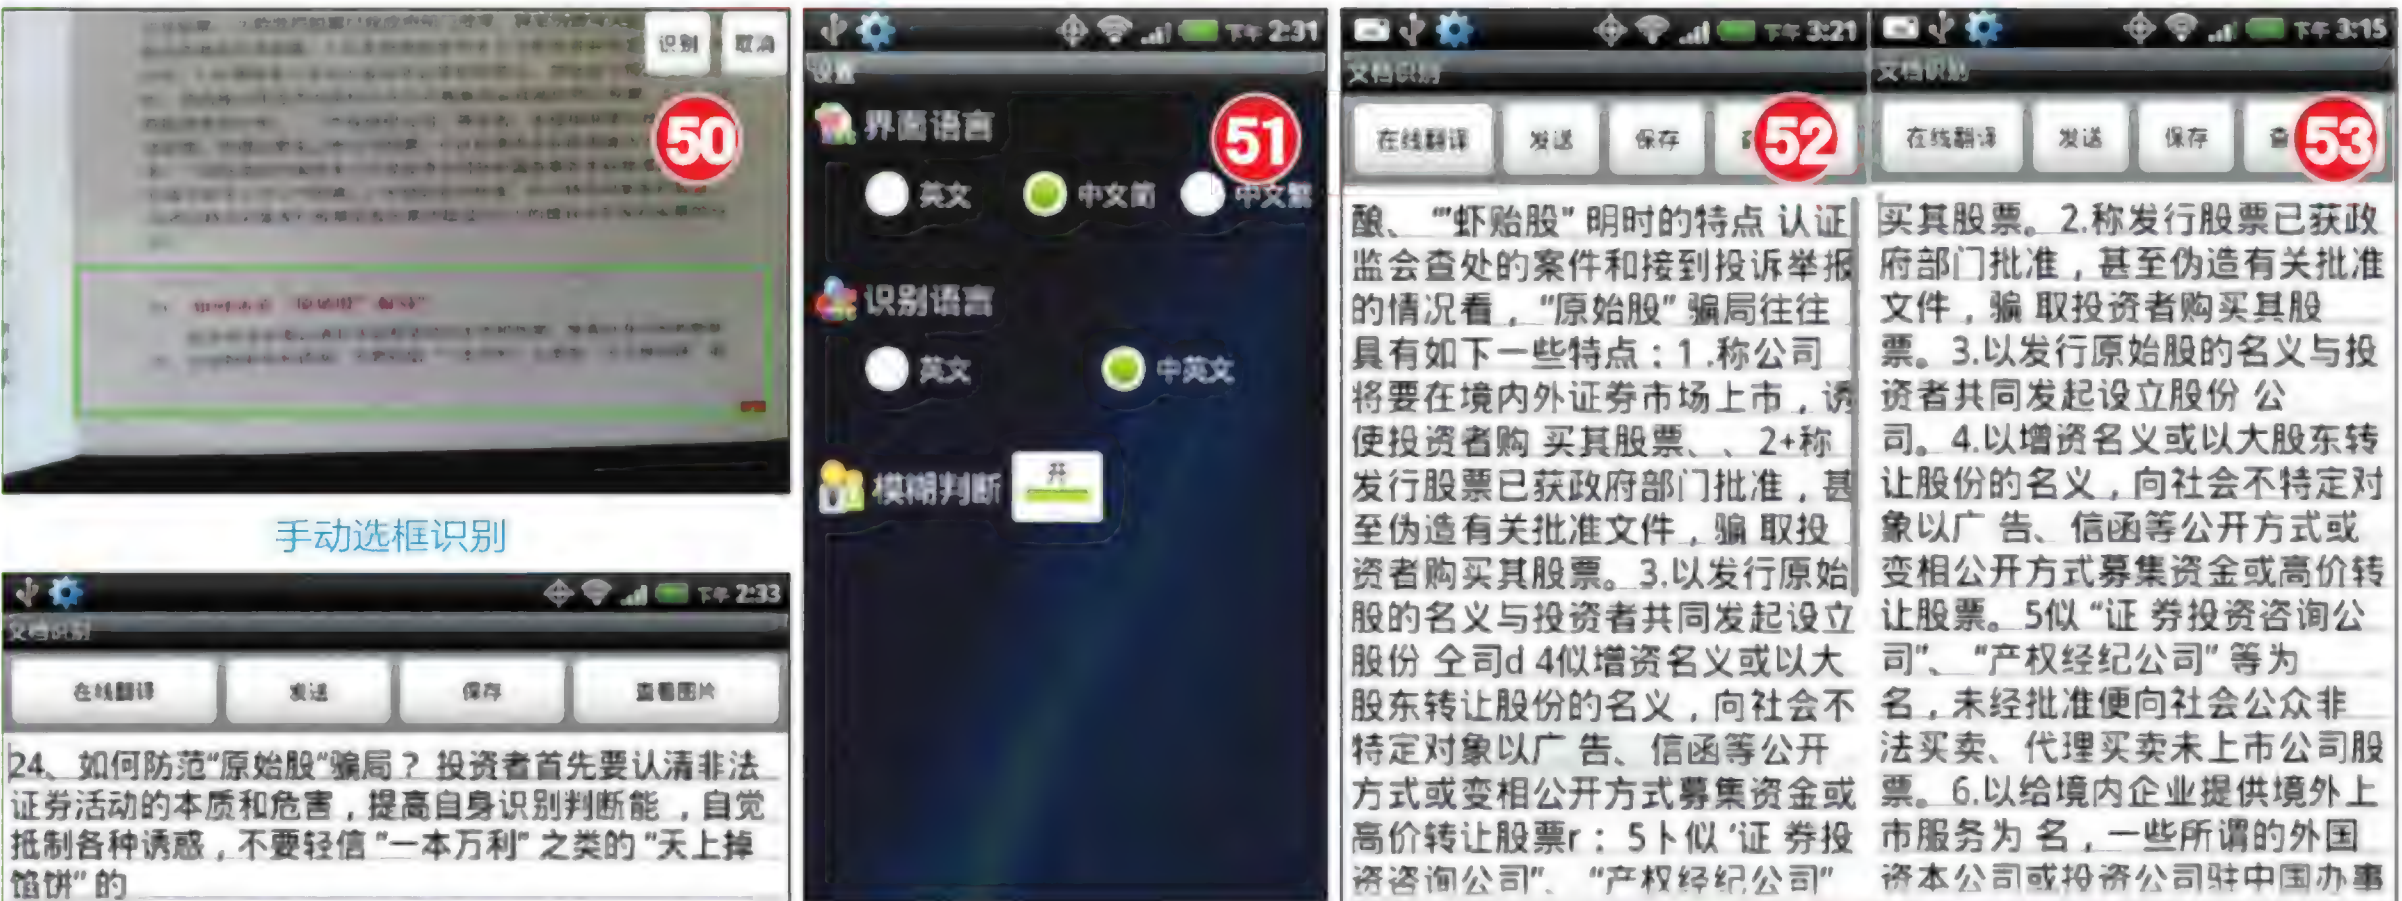 识别 取消
50
手动选框识别
下午 2:33
文档识别
在线翻译 发送 保存 查看图片
24、如何防范“原始股”骗局？投资者首先要认清非法
证券活动的本质和危害，提高自身识别判断能 ，自觉
抵制各种诱惑，不要轻信“一本万利”之类的“天上掉
馅饼”的
下午 2:31
设置
51
界面语言
英文 中文简 中文繁
识别语言
英文 中英文
模糊判断 开
下午 3:21
文档识别
在线翻译 发送 保存
52
酿、“‘虾贻股”明时的特点 认证
监会查处的案件和接到投诉举报
的情况看，“原始股”骗局往往
具有如下一些特点：1 .称公司
将要在境内外证券市场上市，诱
使投资者购 买其股票、、2+称
发行股票已获政府部门批准，甚
至伪造有关批准文件，骗 取投
资者购买其股票。3.以发行原始
股的名义与投资者共同发起设立
股份 仝司d 4似增资名义或以大
股东转让股份的名义，向社会不
特定对象以广 告、信函等公开
方式或变相公开方式募集资金或
高价转让股票r：5卜似‘证 券投
资咨询公司”、“产权经纪公司”
下午 3:15
文档识别
在线翻译 发送 保存 查
53
买其股票。2.称发行股票已获政
府部门批准，甚至伪造有关批准
文件，骗 取投资者购买其股
票。3.以发行原始股的名义与投
资者共同发起设立股份 公
司。4.以增资名义或以大股东转
让股份的名义，向社会不特定对
象以广 告、信函等公开方式或
变相公开方式募集资金或高价转
让股票。5似“证 券投资咨询公
司”、“产权经纪公司”等为
名，未经批准便向社会公众非
法买卖、代理买卖未上市公司股
票。6.以给境内企业提供境外上
市服务为 名，一些所谓的外国
资本公司或投资公司驻中国办事